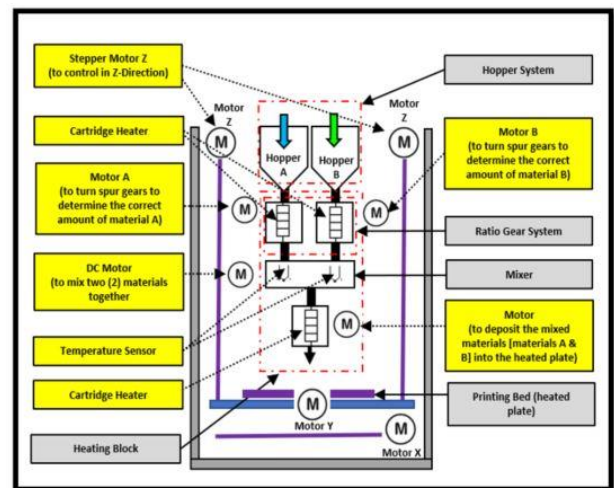 Stepper Motor Z
(to control in Z-Direction)
Cartridge Heater
Motor A
(to turn spur gears to
determine the correct
amount of material A)
DC Motor
(to mix two (2) materials
together
Temperature Sensor
Cartridge Heater
Heating Block
Motor
Z
M
Hopper
A
Hopper
B
Motor
Z
M
M
M
M
M
M
Motor Y
M
Motor X
Hopper System
Motor B
(to turn spur gears to
determine the correct
amount of material B)
Ratio Gear System
Mixer
Motor
(to deposit the mixed
materials [materials A &
B] into the heated plate)
Printing Bed (heated
plate)